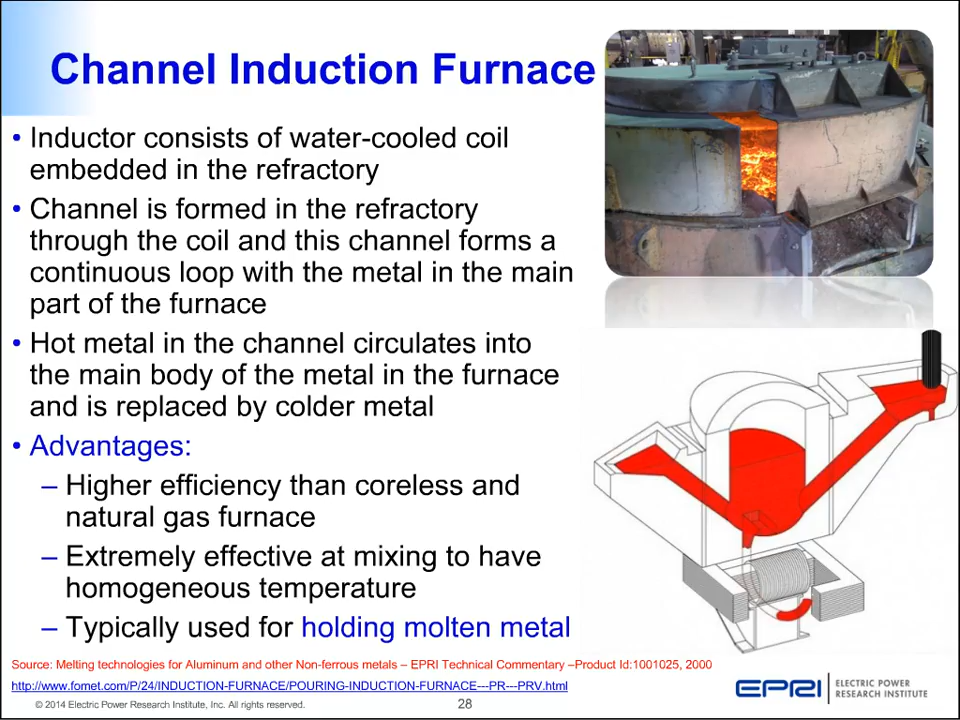 Channel Induction Furnace
• Inductor consists of water-cooled coil
embedded in the refractory
• Channel is formed in the refractory
through the coil and this channel forms a
continuous loop with the metal in the main
part of the furnace
• Hot metal in the channel circulates into
the main body of the metal in the furnace
and is replaced by colder metal
• Advantages:
– Higher efficiency than coreless and
natural gas furnace
– Extremely effective at mixing to have
homogeneous temperature
– Typically used for holding molten metal
Source: Melting technologies for Aluminum and other Non-ferrous metals – EPRI Technical Commentary –Product Id:1001025, 2000
http://www.fomet.com/P/24/INDUCTION-FURNACE/POURING-INDUCTION-FURNACE---PR---PRV.html
© 2014 Electric Power Research Institute, Inc. All rights reserved.
28
EPRI
ELECTRIC POWER
RESEARCH INSTITUTE